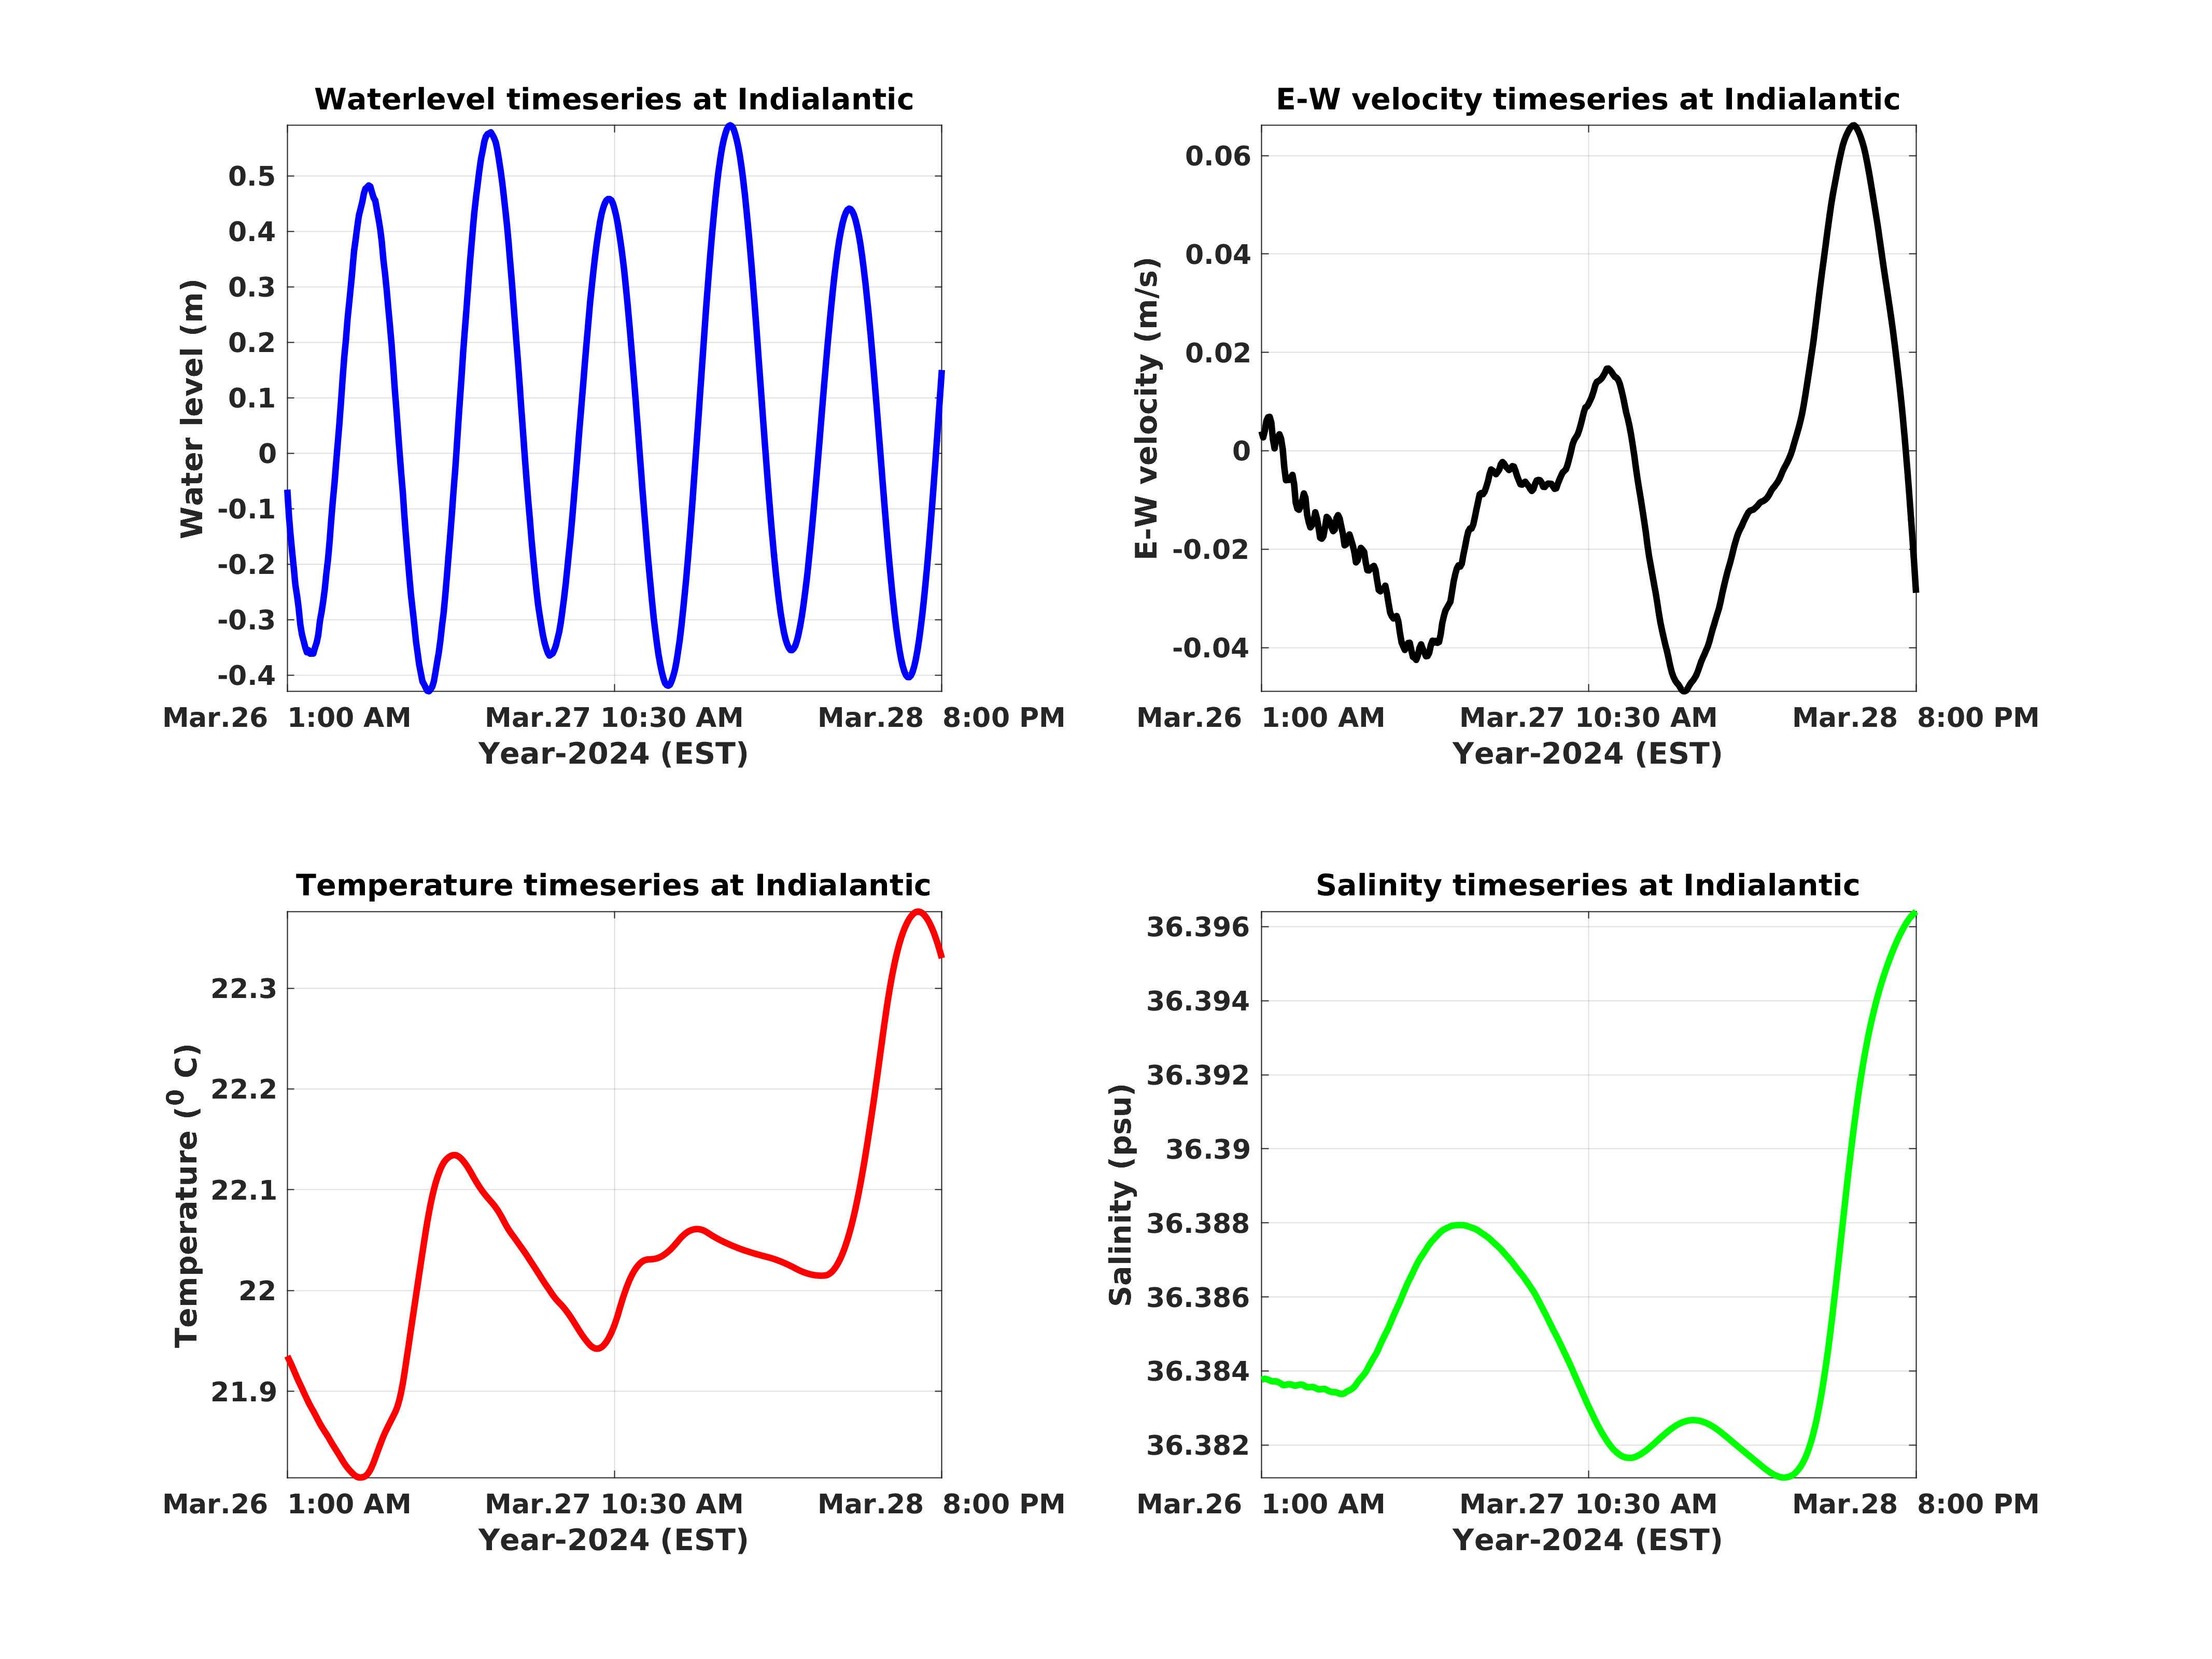 Waterlevel timeseries at Indialantic
0.5
0.4
0.3
0.2
0.1
0
-0.1
-0.2
-0.3
-0.4
Water level (m)
Mar.26 1:00 AM Mar.27 10:30 AM Mar.28 8:00 PM
Year-2024 (EST)
E-W velocity timeseries at Indialantic
0.06
0.04
0.02
0
-0.02
-0.04
E-W velocity (m/s)
Mar.26 1:00 AM Mar.27 10:30 AM Mar.28 8:00 PM
Year-2024 (EST)
Temperature timeseries at Indialantic
22.3
22.2
22.1
22
21.9
Temperature (⁰ C)
Mar.26 1:00 AM Mar.27 10:30 AM Mar.28 8:00 PM
Year-2024 (EST)
Salinity timeseries at Indialantic
36.396
36.394
36.392
36.39
36.388
36.386
36.384
36.382
Salinity (psu)
Mar.26 1:00 AM Mar.27 10:30 AM Mar.28 8:00 PM
Year-2024 (EST)